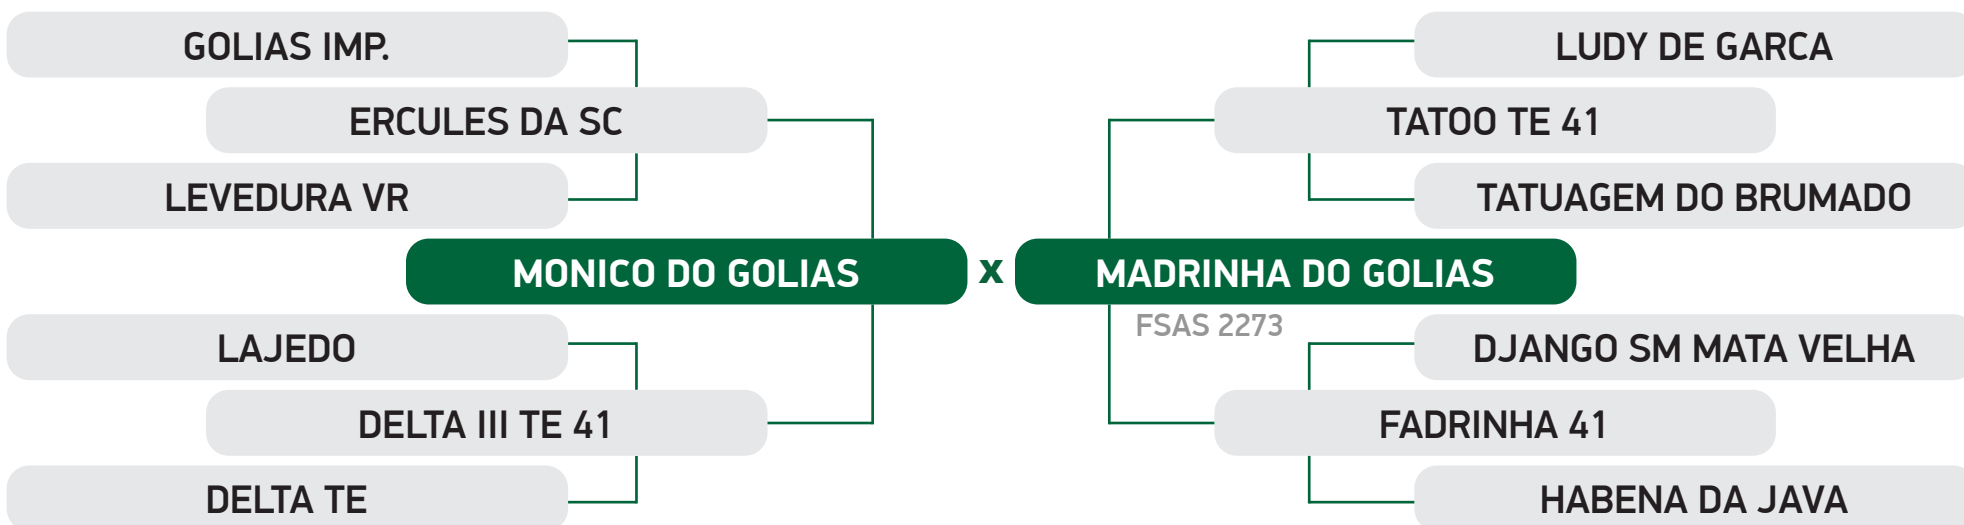 GOLIAS IMP.
LUDY DE GARCA
ERCULES DA SC
TATOO TE 41
LEVEDURA VR
TATUAGEM DO BRUMADO
MONICO DO GOLIAS x MADRINHA DO GOLIAS
FSAS 2273
LAJEDO
DJANGO SM MATA VELHA
DELTA III TE 41
FADRINHA 41
DELTA TE
HABENA DA JAVA